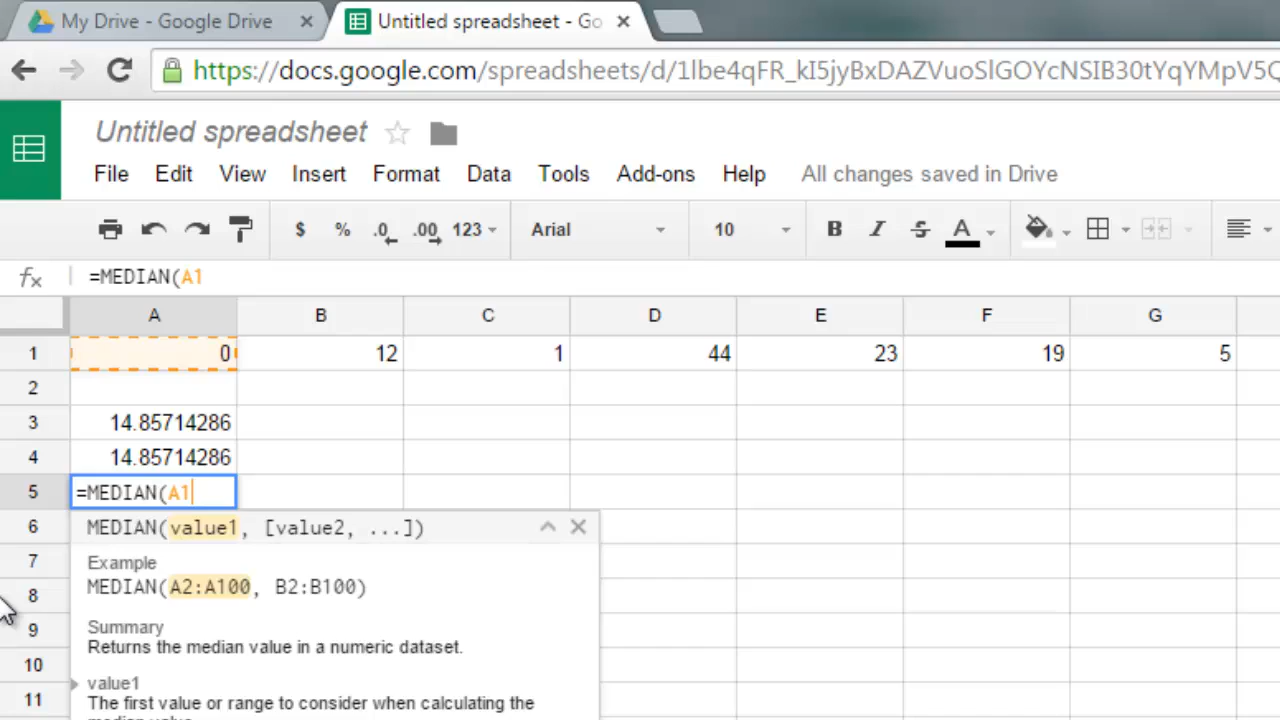 My Drive - Google Drive
Untitled spreadsheet - Go
https://docs.google.com/spreadsheets/d/1lbe4qFR_kI5jyBxDAZVuoSlGOYcNSIB30tYqYMpV5Q
Untitled spreadsheet
File Edit View Insert Format Data Tools Add-ons Help All changes saved in Drive
$ % .0 .00 123 Arial 10 B I S A
fx =MEDIAN(A1
A B C D E F G
1 0 12 1 44 23 19 5
2
3 14.85714286
4 14.85714286
5 =MEDIAN(A1
6 MEDIAN(value1, [value2, ...])
7 Example
8 MEDIAN(A2:A100, B2:B100)
9 Summary
Returns the median value in a numeric dataset.
10
11 value1
The first value or range to consider when calculating the
median value.